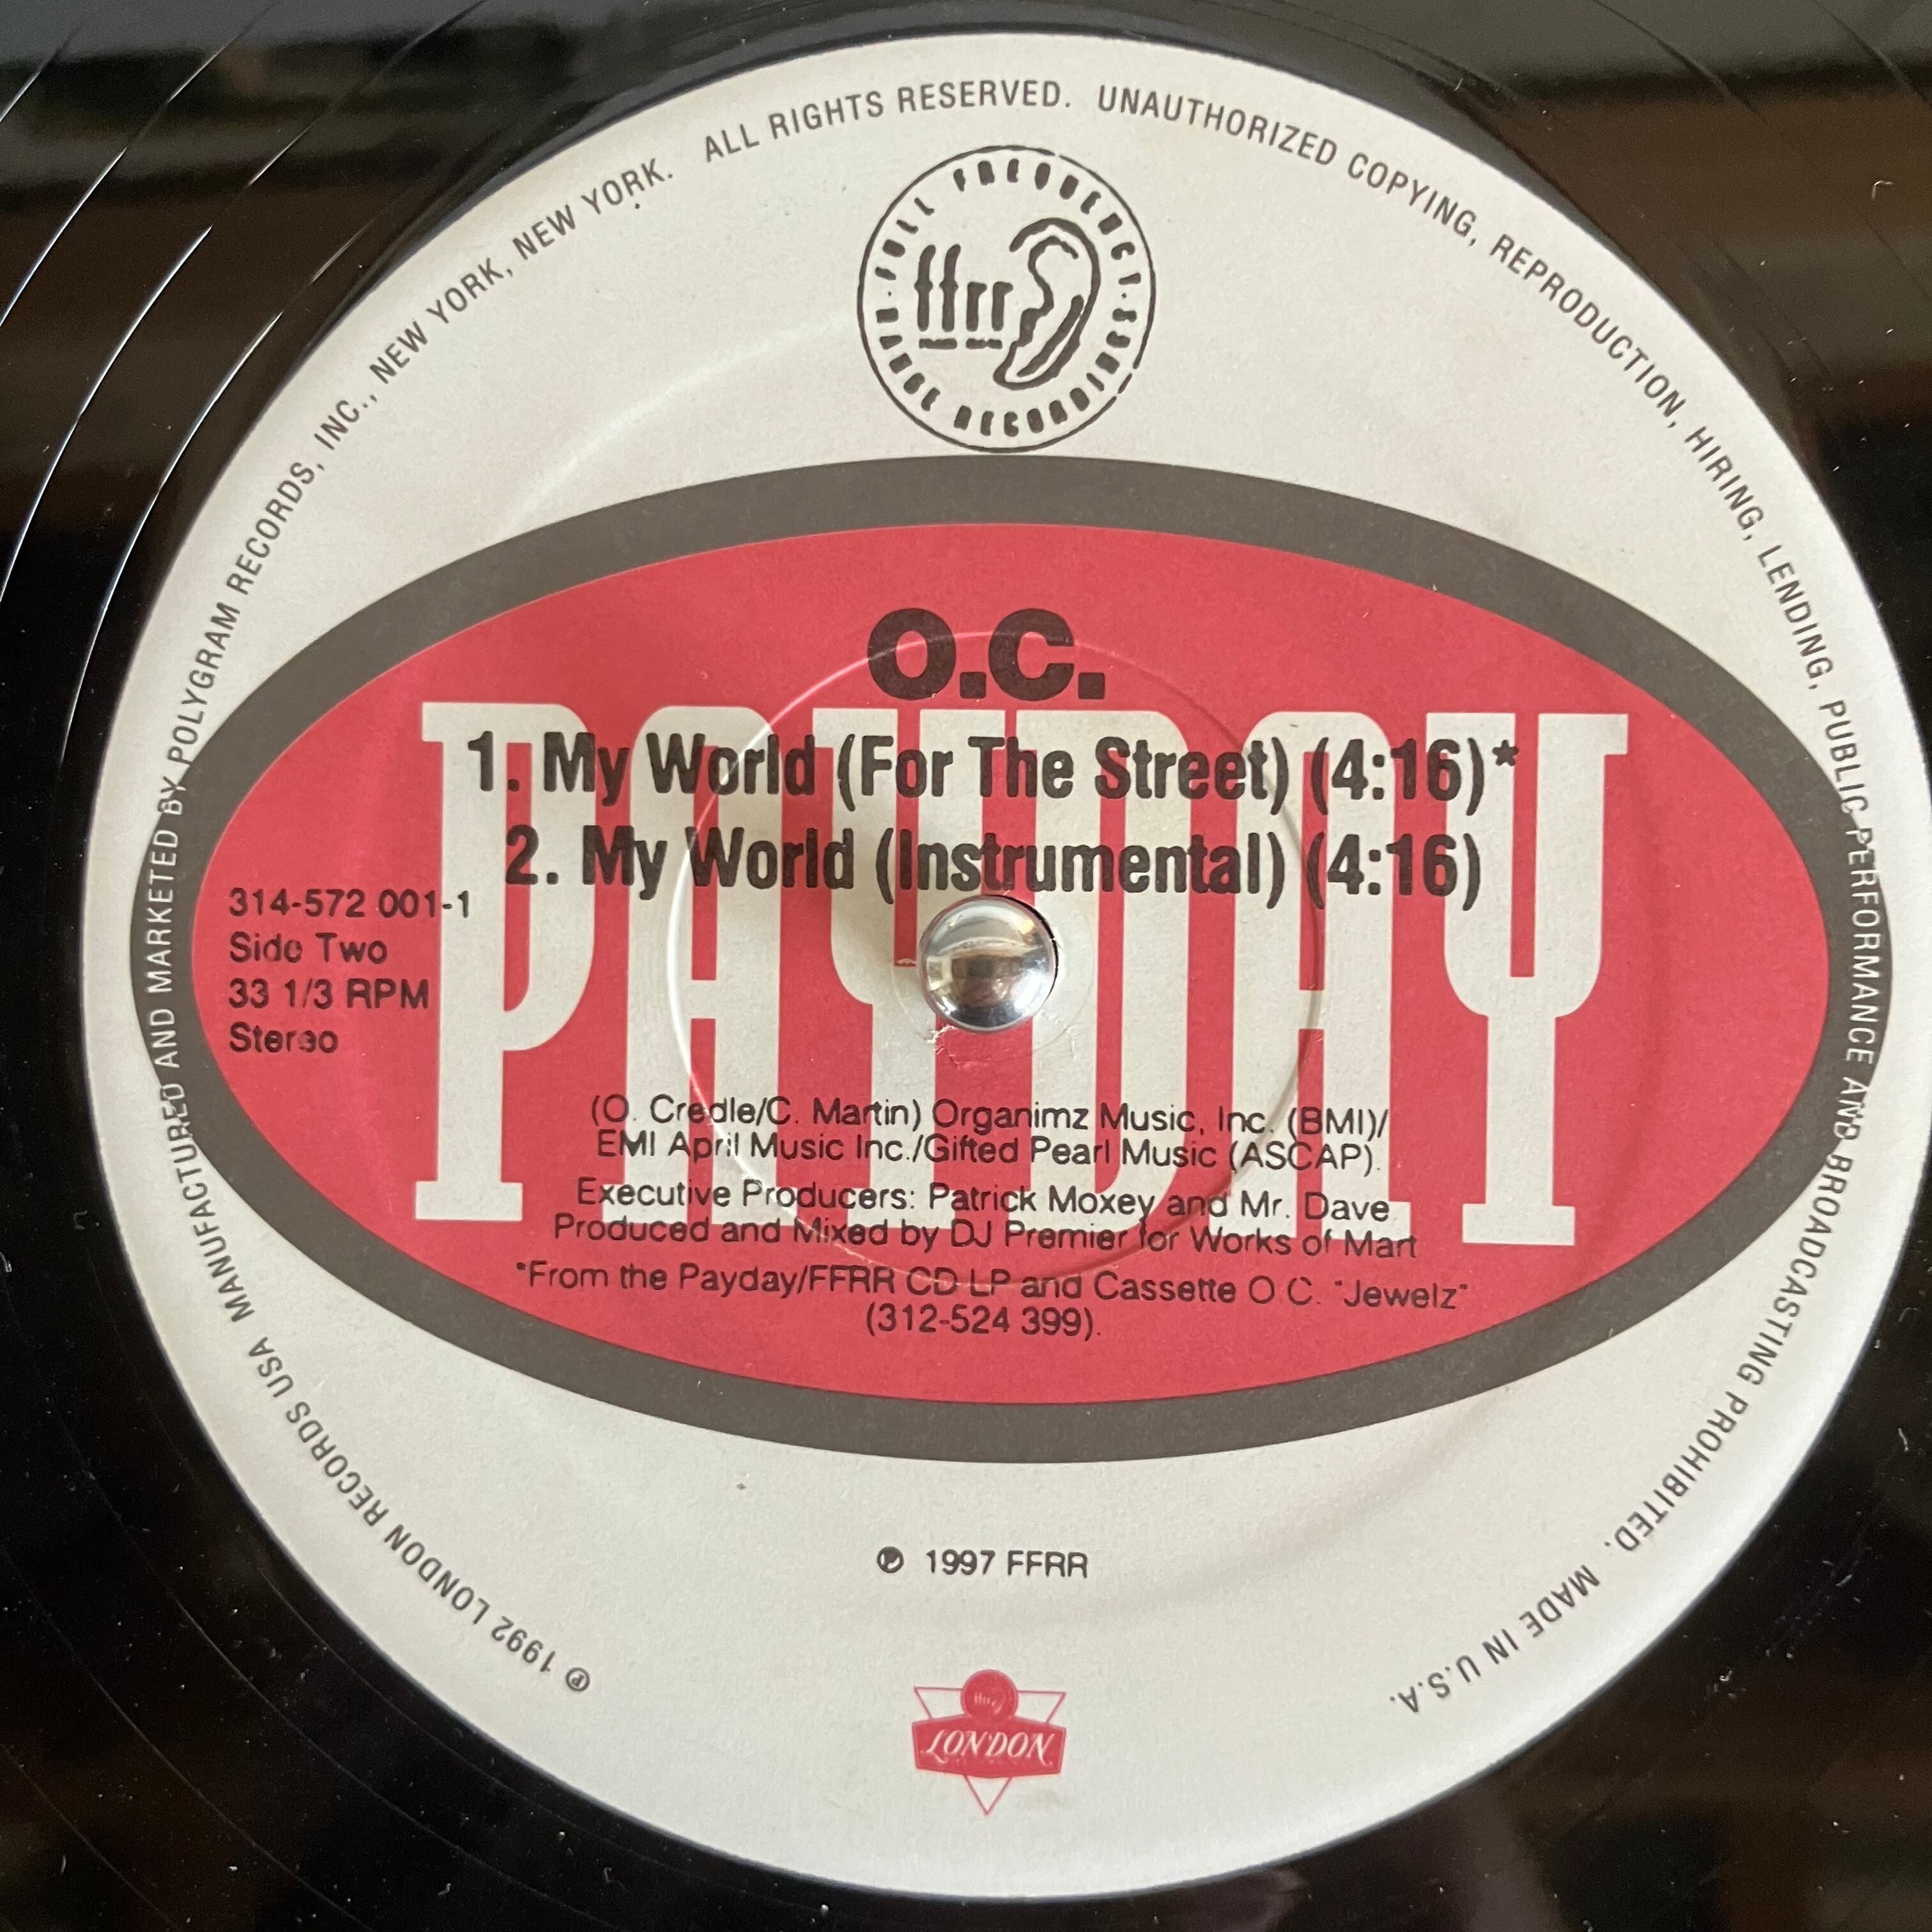 ℗ 1992 LONDON RECORDS USA MANUFACTURED AND MARKETED BY POLYGRAM RECORDS, INC., NEW YORK, NEW YORK. ALL RIGHTS RESERVED. UNAUTHORIZED COPYING, REPRODUCTION, HIRING, LENDING, PUBLIC PERFORMANCE AND BROADCASTING PROHIBITED. MADE IN U.S.A.
FULL FREQUENCY RANGE RECORDINGS
ffrr
O.C.
PAYDAY
1. My World (For The Street) (4:16)*
2. My World (Instrumental) (4:16)
314-572 001-1
Side Two
33 1/3 RPM
Stereo
(O. Credle/C. Martin) Organimz Music, Inc. (BMI)/
EMI April Music Inc./Gifted Pearl Music (ASCAP).
Executive Producers: Patrick Moxey and Mr. Dave
Produced and Mixed by DJ Premier for Works of Mart
*From the Payday/FFRR CD LP and Cassette O.C. "Jewelz"
(312-524 399).
℗ 1997 FFRR
ffrr
LONDON